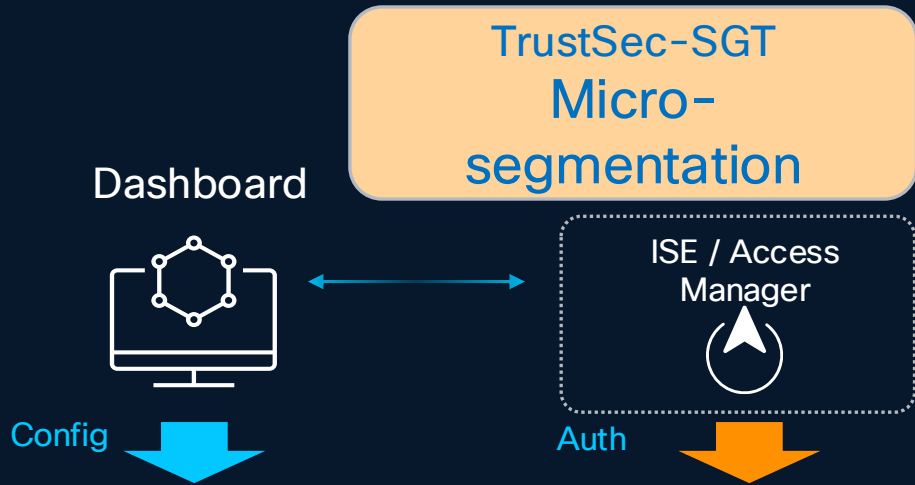 TrustSec-SGT
Micro-
segmentation
Dashboard
ISE / Access
Manager
Config
Auth